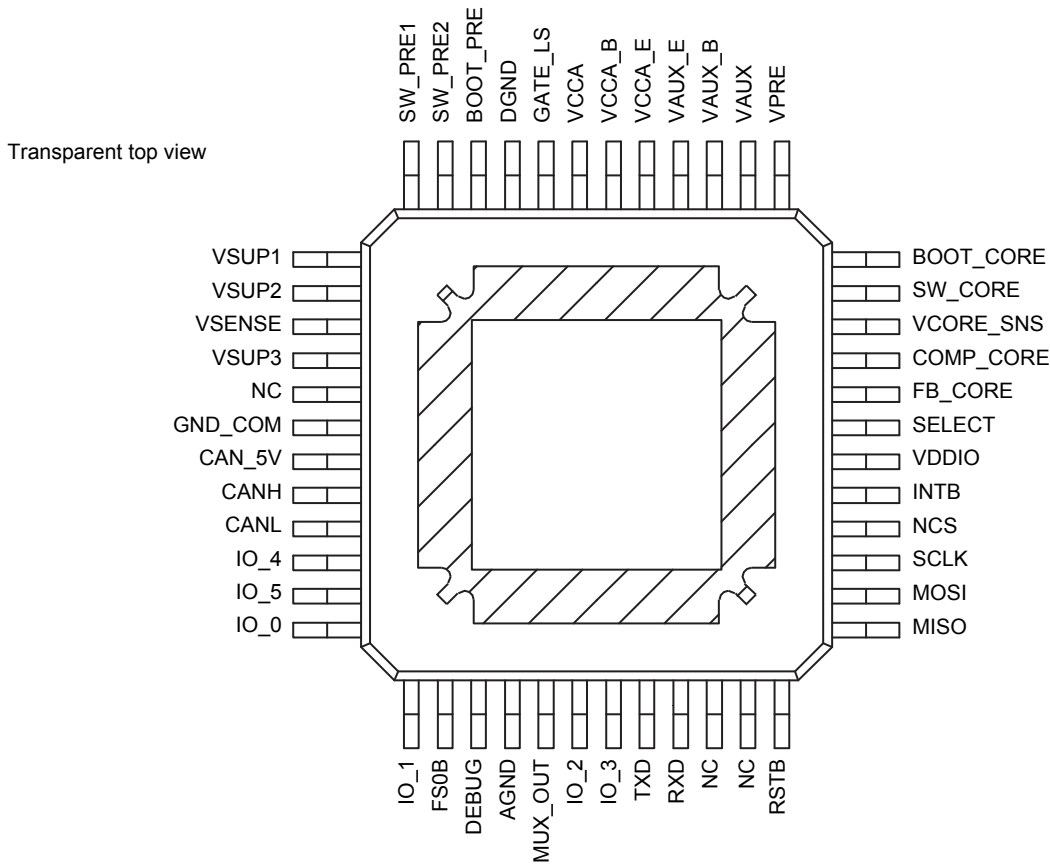 SW_PRE1
SW_PRE2
BOOT_PRE
DGND
GATE_LS
VCCA
VCCA_B
VCCA_E
VAUX_E
VAUX_B
VAUX
VPRE
Transparent top view
VSUP1
VSUP2
VSENSE
VSUP3
NC
GND_COM
CAN_5V
CANH
CANL
IO_4
IO_5
IO_0
BOOT_CORE
SW_CORE
VCORE_SNS
COMP_CORE
FB_CORE
SELECT
VDDIO
INTB
NCS
SCLK
MOSI
MISO
IO_1
FS0B
DEBUG
AGND
MUX_OUT
IO_2
IO_3
TXD
RXD
NC
NC
RSTB